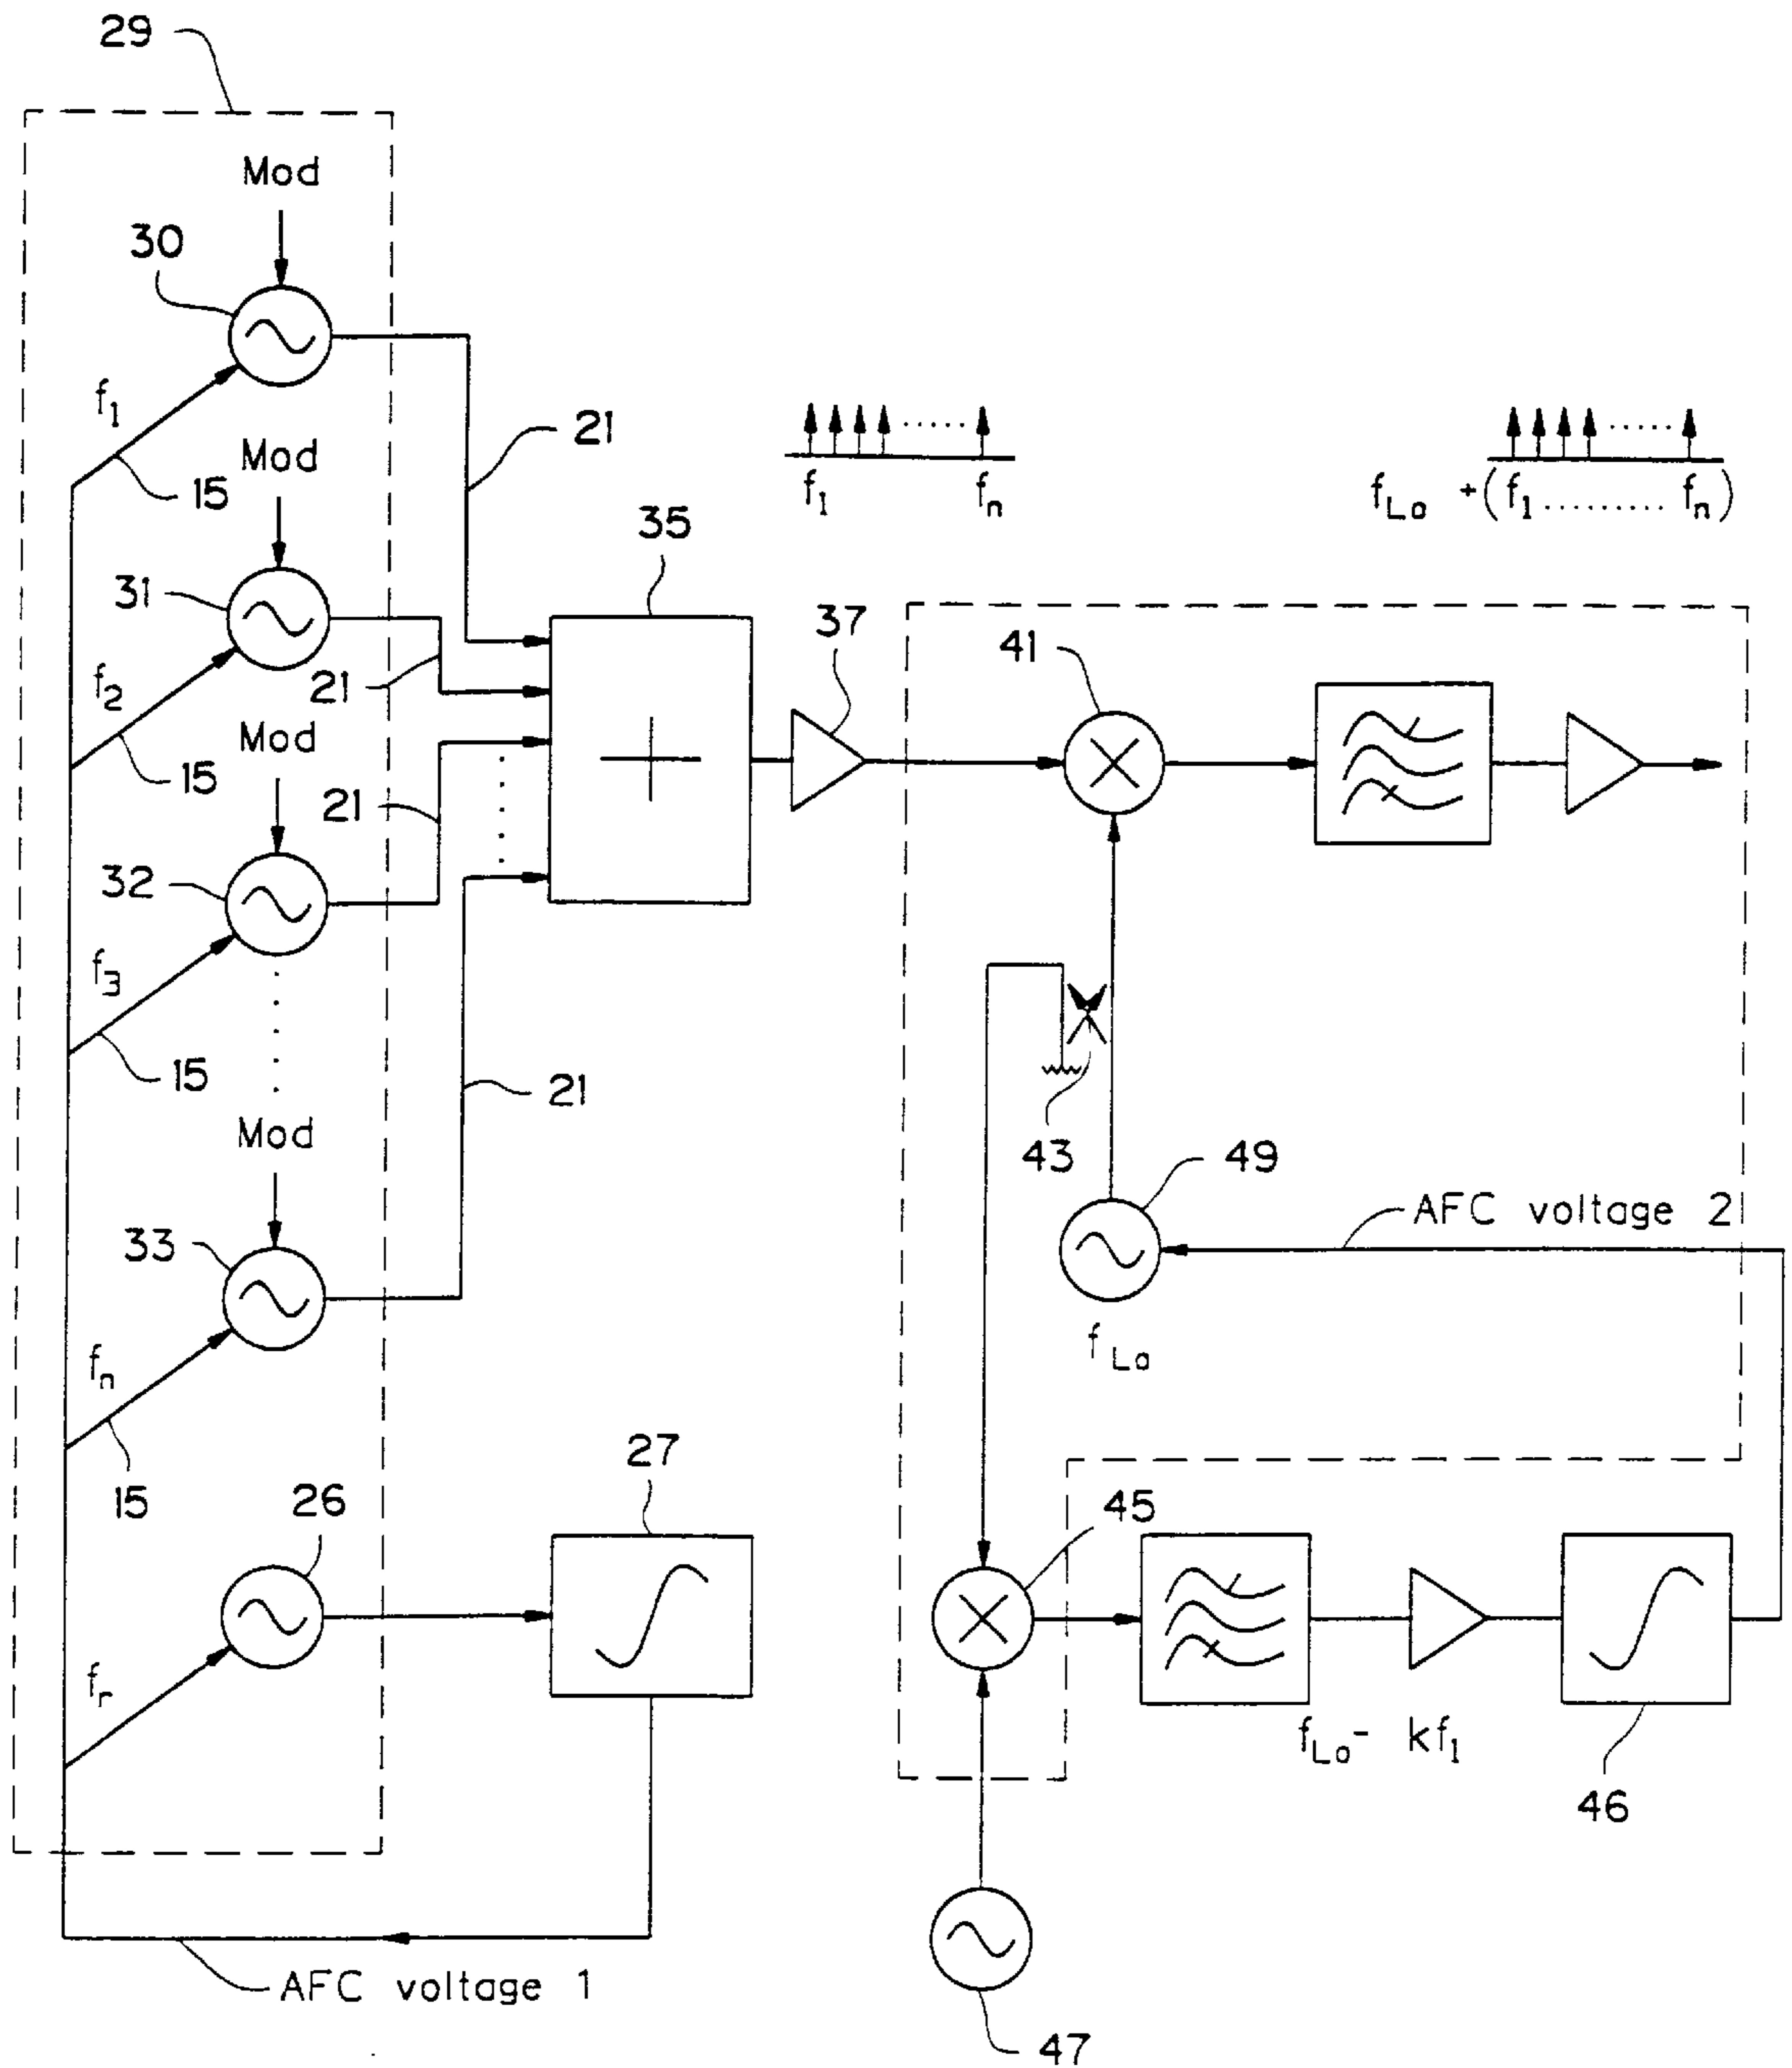 29
Mod
30
f1
15
Mod
21
f1 fn
fLo +(f1 ......... fn)
35
31
37
41
f2
21
Mod
15
21
32
f3
15
21
Mod
43
49
AFC voltage 2
33
fLo
fn
15
27
26
45
fr
fLo- kf1
46
AFC voltage 1
47